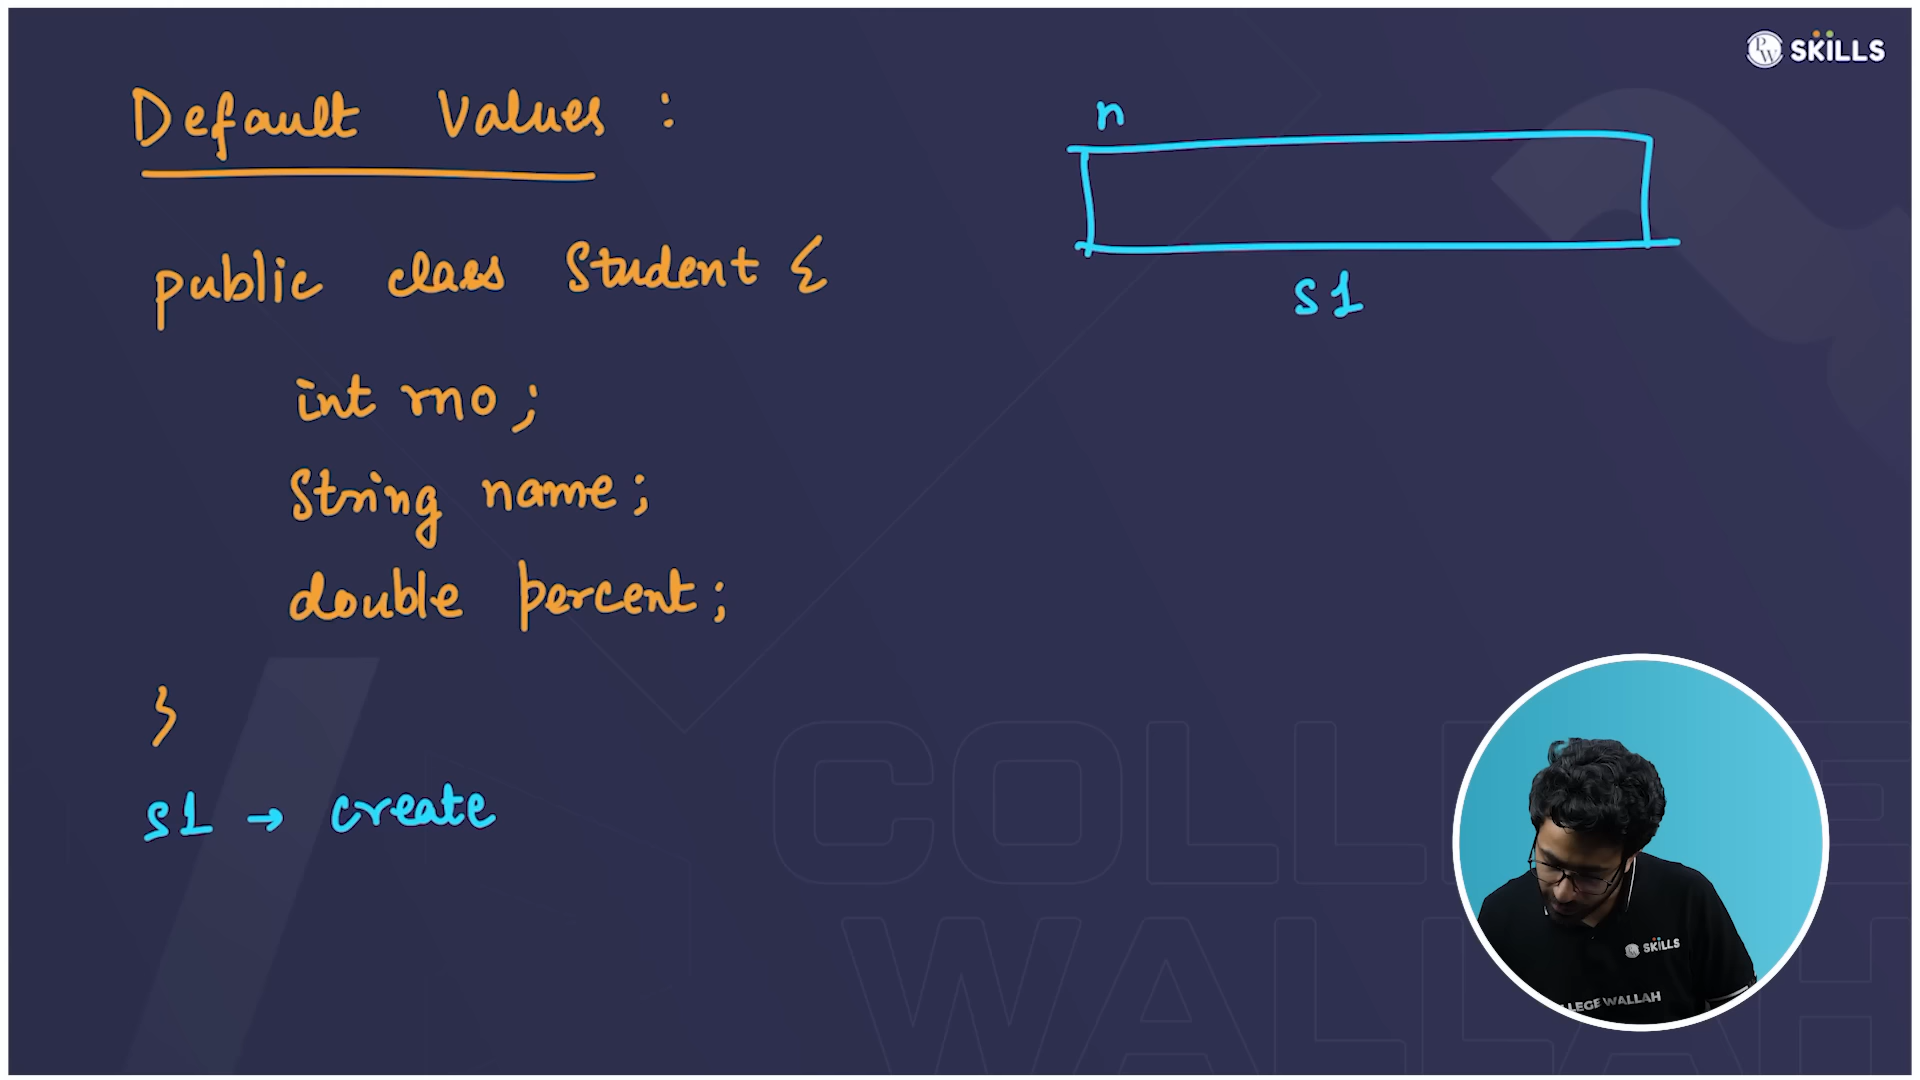 PW SKILLS
Default Values :
n
public class Student {
s1
int rno ;
String name ;
double percent ;
}
s1 → create
COLLEGE
WALLAH
SKILLS
LLEGE WALLAH